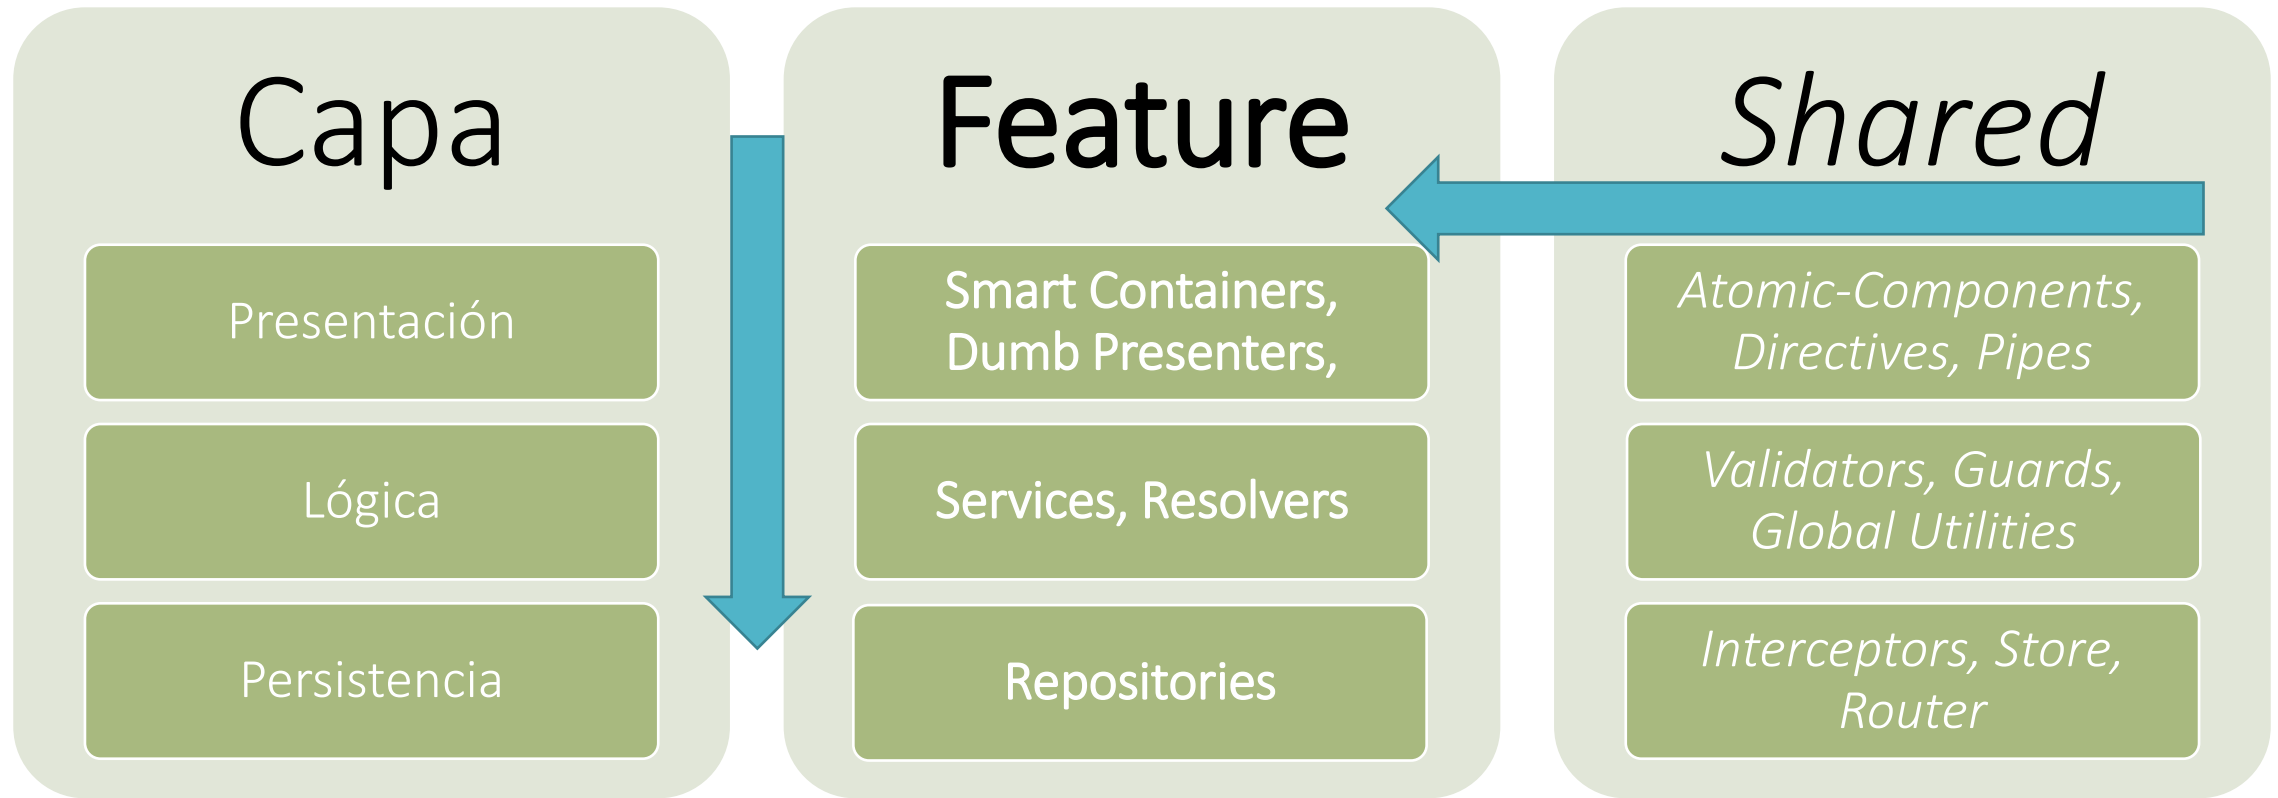 Capa
Presentación
Lógica
Persistencia
Feature
Smart Containers,
Dumb Presenters,
Services, Resolvers
Repositories
Shared
Atomic-Components,
Directives, Pipes
Validators, Guards,
Global Utilities
Interceptors, Store,
Router